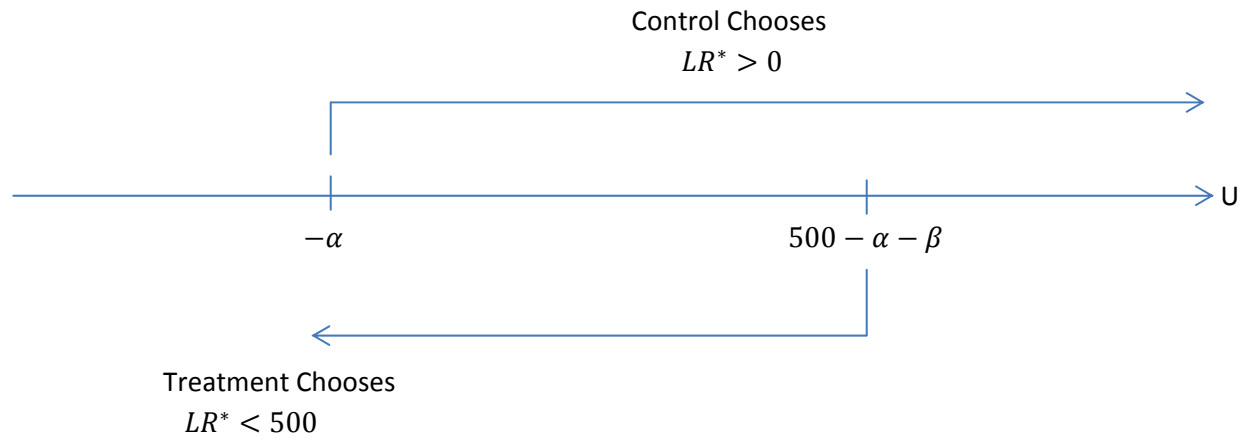 Control Chooses
𝐿𝑅* > 0
U
−𝛼
500 − 𝛼 − 𝛽
Treatment Chooses
𝐿𝑅* < 500